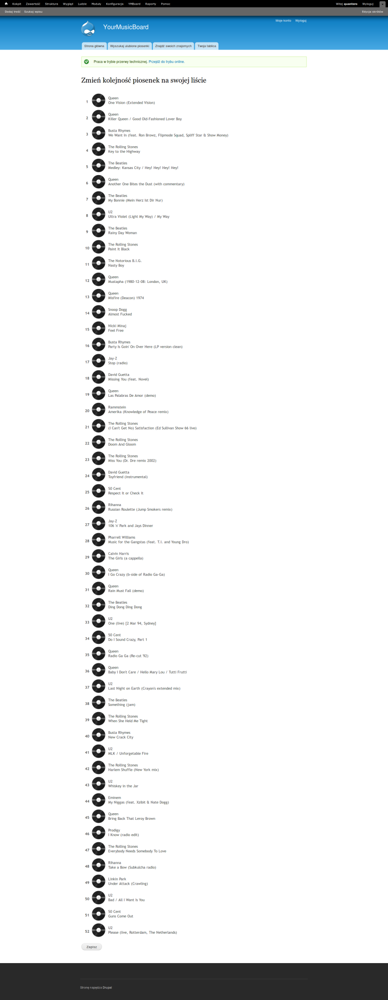 Kokpit Zawartość Struktura Wygląd Ludzie Moduły Konfiguracja YMBoard Raporty Pomoc Witaj quantero Wyloguj
Dodaj treść Szukaj wpisu Edycja skrótów
Moje konto Wyloguj
YourMusicBoard
Strona główna Wyszukaj ulubione piosenki Znajdź swoich znajomych Twoja tablica
Praca w trybie przerwy technicznej. Przejdź do trybu online.
Zmień kolejność piosenek na swojej liście
Queen
1 One Vision (Extended Vision)
Queen
2 Killer Queen / Good Old-Fashioned Lover Boy
Busta Rhymes
3 We Want In (feat. Ron Browz, Flipmode Squad, Spliff Star & Show Money)
The Rolling Stones
4 Key to the Highway
The Beatles
5 Medley: Kansas City / Hey! Hey! Hey! Hey!
Queen
6 Another One Bites the Dust (with commentary)
The Beatles
7 My Bonnie (Mein Herz Ist Dir Nur)
U2
8 Ultra Violet (Light My Way) / My Way
The Beatles
9 Rainy Day Woman
The Rolling Stones
10 Paint It Black
The Notorious B.I.G.
11 Nasty Boy
Queen
12 Mustapha (1980-12-08: London, UK)
Queen
13 Misfire (Deacon) 1974
Snoop Dogg
14 Almost Fucked
Nicki Minaj
15 Feel Free
Busta Rhymes
16 Party Is Goin' On Over Here (LP version clean)
Jay-Z
17 Stop (radio)
David Guetta
18 Missing You (feat. Novel)
Queen
19 Las Palabras De Amor (demo)
Rammstein
20 Amerika (Knowledge of Peace remix)
The Rolling Stones
21 (I Can't Get No) Satisfaction (Ed Sullivan Show 66 live)
The Rolling Stones
22 Doom And Gloom
The Rolling Stones
23 Miss You (Dr. Dre remix 2002)
David Guetta
24 Toyfriend (instrumental)
50 Cent
25 Respect It or Check It
Rihanna
26 Russian Roulette (Jump Smokers remix)
Jay-Z
27 106 'n' Park and Jays Dinner
Pharrell Williams
28 Music for the Gangstas (feat. T.I. and Young Dro)
Calvin Harris
29 The Girls (a cappella)
Queen
30 I Go Crazy (b-side of Radio Ga-Ga)
Queen
31 Rain Must Fall (demo)
The Beatles
32 Ding Dong Ding Dong
U2
33 One (live) [2 Mar 94, Sydney]
50 Cent
34 Do I Sound Crazy, Part 1
Queen
35 Radio Ga Ga (Re-cut '92)
Queen
36 Baby I Don't Care / Hello Mary Lou / Tutti Frutti
U2
37 Last Night on Earth (Crayon's extended mix)
The Beatles
38 Something (jam)
The Rolling Stones
39 When She Held Me Tight
Busta Rhymes
40 New Crack City
U2
41 MLK / Unforgetable Fire
The Rolling Stones
42 Harlem Shuffle (New York mix)
U2
43 Whiskey in the Jar
Eminem
44 My Niggas (feat. Xzibit & Nate Dogg)
Queen
45 Bring Back That Leroy Brown
Prodigy
46 I Know (radio edit)
The Rolling Stones
47 Everybody Needs Somebody To Love
Rihanna
48 Take a Bow (Subkulcha radio)
Linkin Park
49 Under Attack (Crawling)
U2
50 Bad / All I Want Is You
50 Cent
51 Guns Come Out
U2
52 Please (live, Rotterdam, The Netherlands)
Zapisz
Stronę napędza Drupal